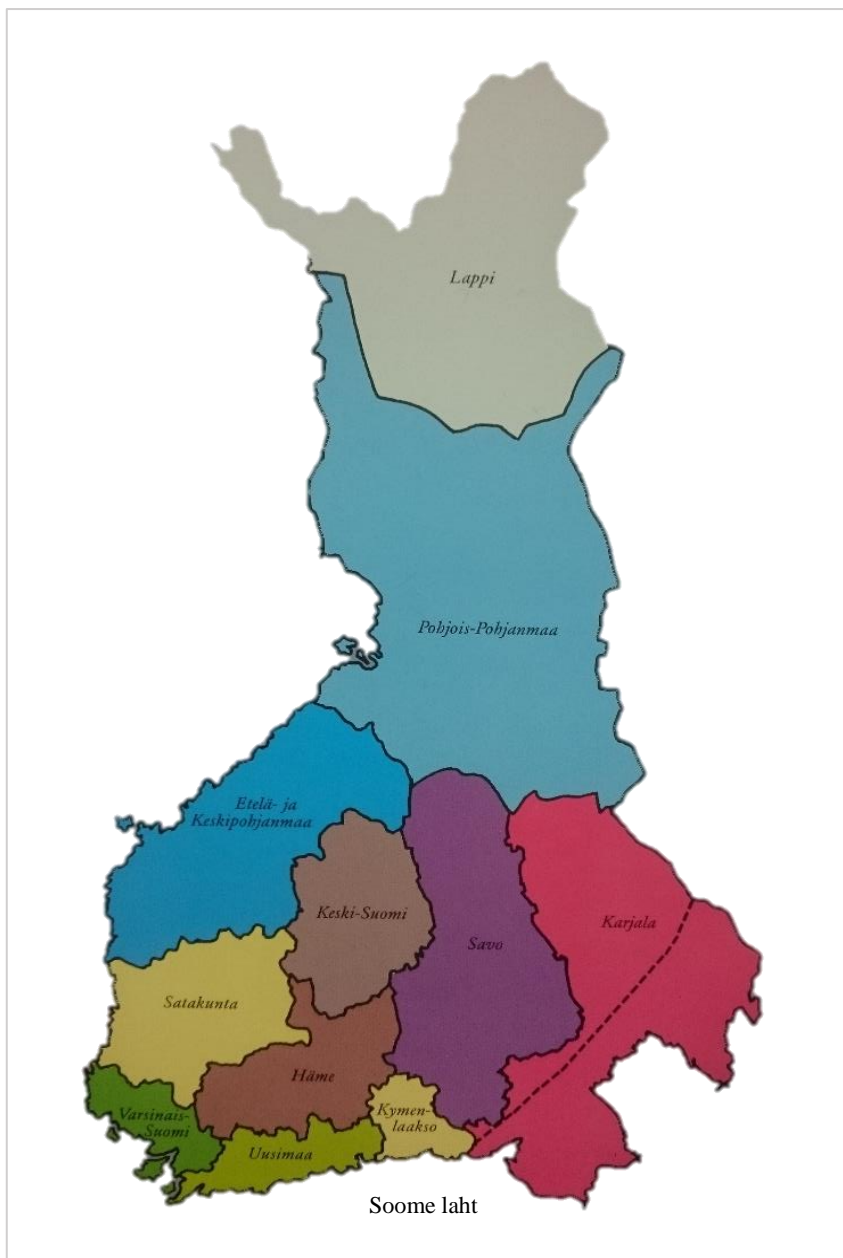 Lappi
Pohjois-Pohjanmaa
Etelä- ja
Keskipohjanmaa
Keski-Suomi
Karjala
Savo
Satakunta
Häme
Kymen-
laakso
Varsinais-
Suomi
Uusimaa
Soome laht